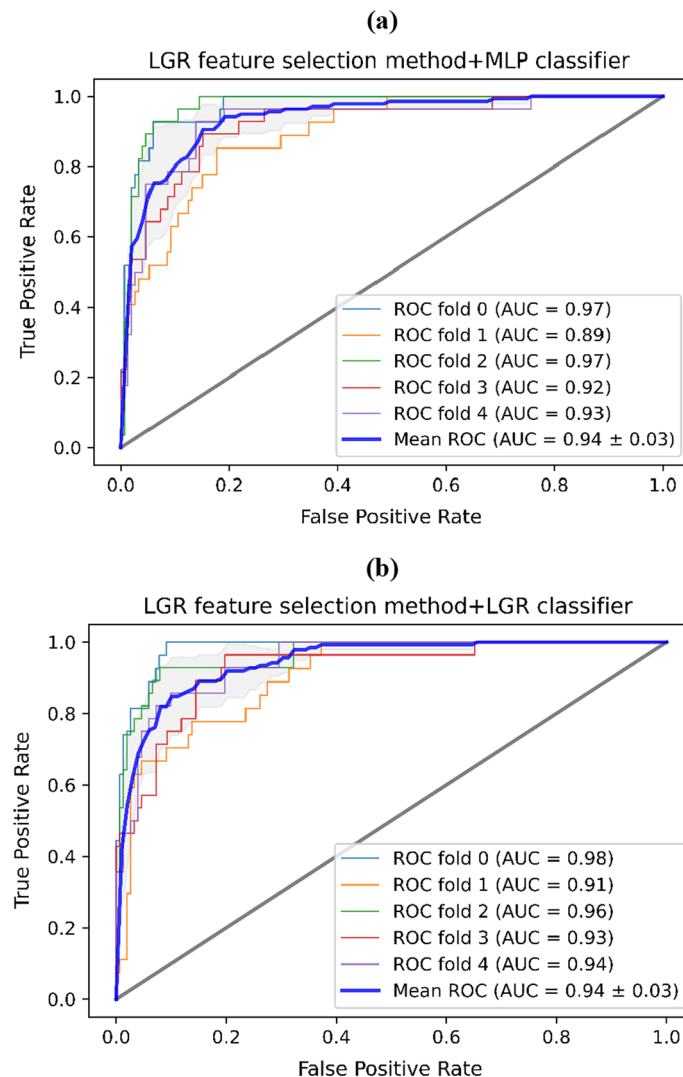 (a)
LGR feature selection method+MLP classifier
1.0
0.8
0.6
0.4
0.2
0.0
True Positive Rate
ROC fold 0 (AUC = 0.97)
ROC fold 1 (AUC = 0.89)
ROC fold 2 (AUC = 0.97)
ROC fold 3 (AUC = 0.92)
ROC fold 4 (AUC = 0.93)
Mean ROC (AUC = 0.94 ± 0.03)
0.0 0.2 0.4 0.6 0.8 1.0
False Positive Rate
(b)
LGR feature selection method+LGR classifier
1.0
0.8
0.6
0.4
0.2
0.0
True Positive Rate
ROC fold 0 (AUC = 0.98)
ROC fold 1 (AUC = 0.91)
ROC fold 2 (AUC = 0.96)
ROC fold 3 (AUC = 0.93)
ROC fold 4 (AUC = 0.94)
Mean ROC (AUC = 0.94 ± 0.03)
0.0 0.2 0.4 0.6 0.8 1.0
False Positive Rate